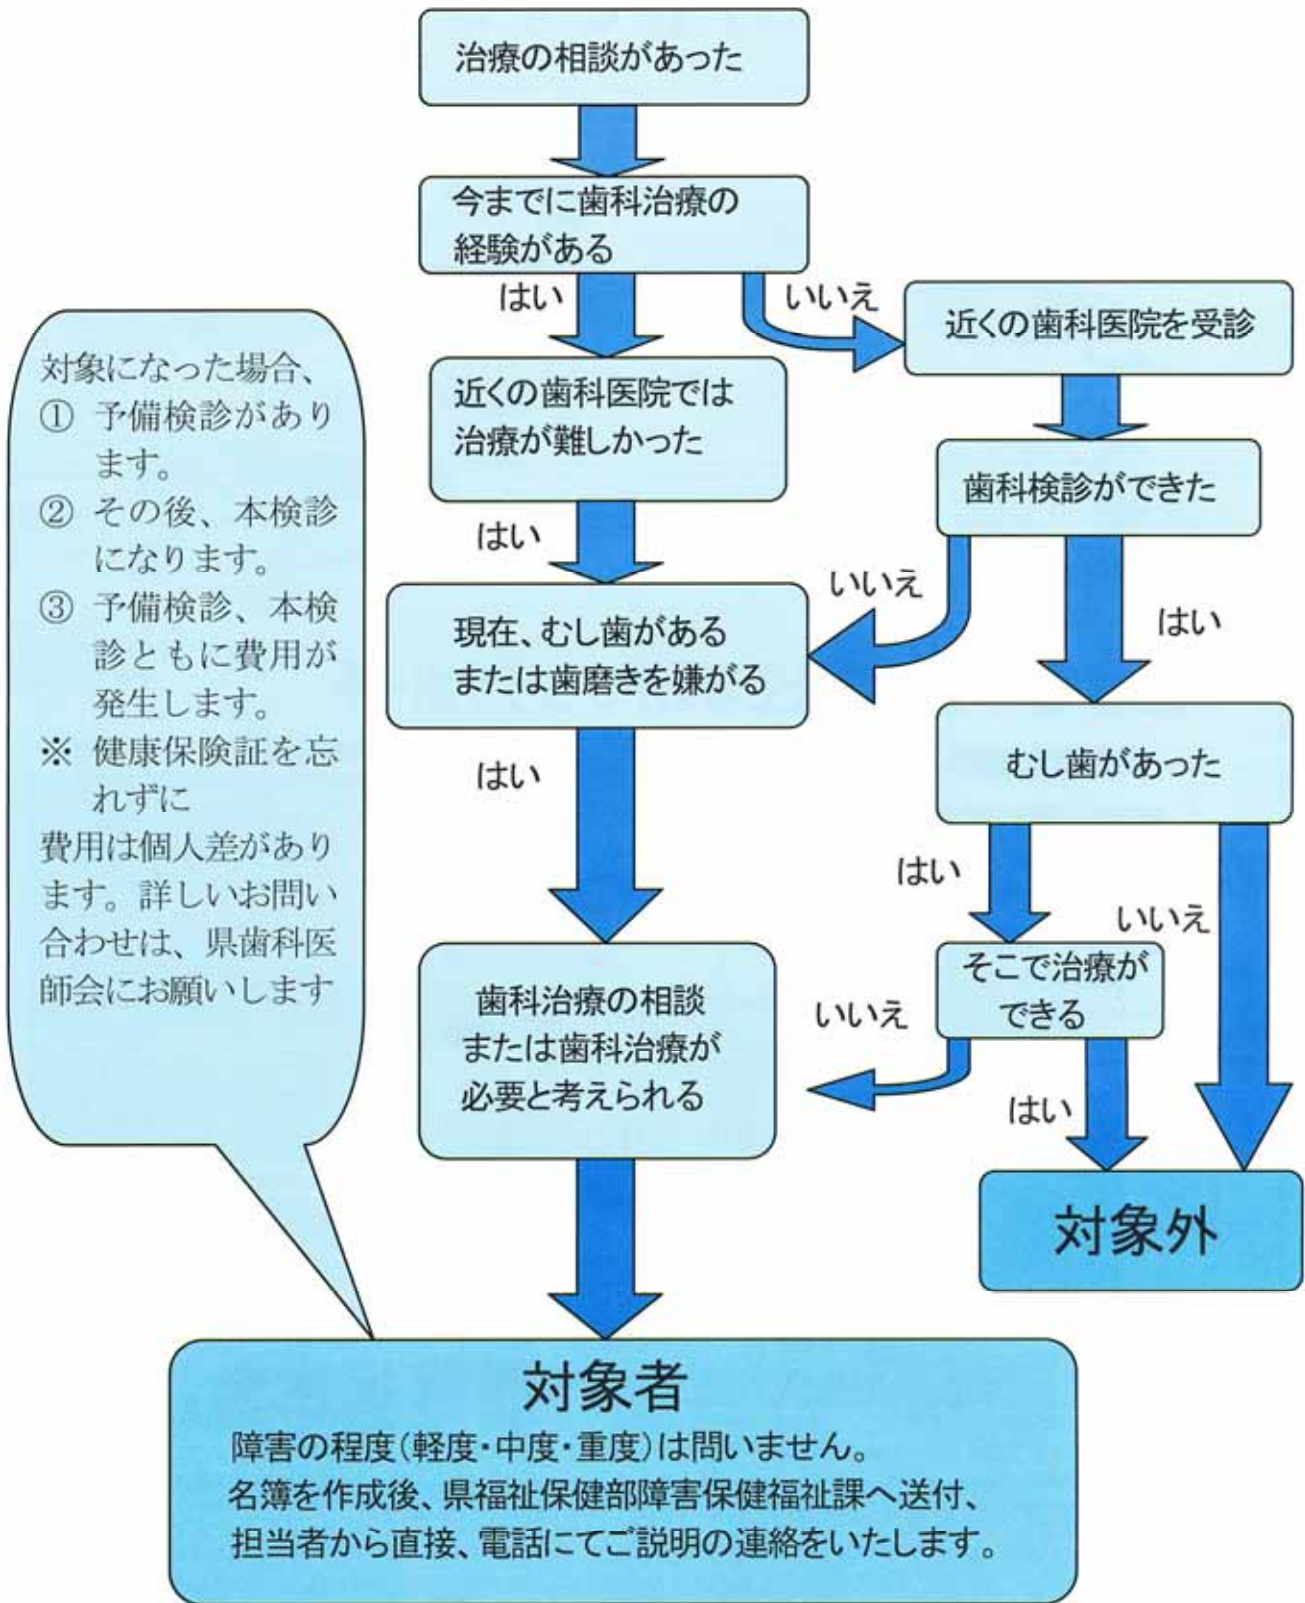 治療の相談があった
今までに歯科治療の
経験がある
はい
いいえ
近くの歯科医院を受診
近くの歯科医院では
治療が難しかった
歯科検診ができた
はい
いいえ
はい
現在、むし歯がある
または歯磨きを嫌がる
むし歯があった
はい
はい
いいえ
そこで治療が
できる
いいえ
はい
歯科治療の相談
または歯科治療が
必要と考えられる
対象外
対象になった場合、
① 予備検診があり
ます。
② その後、本検診
になります。
③ 予備検診、本検
診ともに費用が
発生します。
※ 健康保険証を忘
れずに
費用は個人差があり
ます。詳しいお問い
合わせは、県歯科医
師会にお願いします
対象者
障害の程度(軽度・中度・重度)は問いません。
名簿を作成後、県福祉保健部障害保健福祉課へ送付、
担当者から直接、電話にてご説明の連絡をいたします。